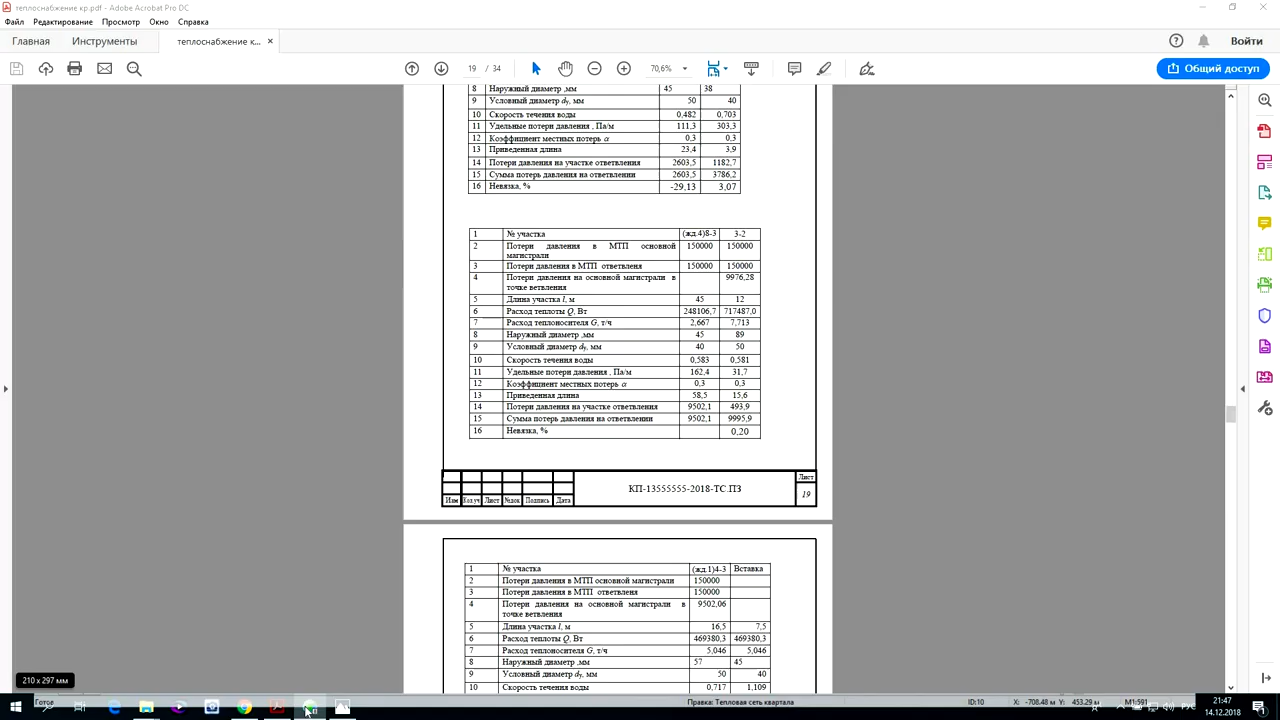 теплоснабжение кр.pdf - Adobe Acrobat Pro DC
Файл Редактирование Просмотр Окно Справка
Главная Инструменты теплоснабжение к... × Войти
19 / 34 70,6% Общий доступ
8 Наружный диаметр ,мм 45 38
9 Условный диаметр dу, мм 50 40
10 Скорость течения воды 0,482 0,703
11 Удельные потери давления , Па/м 111,3 303,3
12 Коэффициент местных потерь α 0,3 0,3
13 Приведенная длина 23,4 3,9
14 Потери давления на участке ответвления 2603,5 1182,7
15 Сумма потерь давления на ответвлении 2603,5 3786,2
16 Невязка, % -29,13 3,07
1 № участка (жд.4)8-3 3-2
2 Потери давления в МТП основной магистрали 150000 150000
3 Потери давления в МТП ответвленя 150000 150000
4 Потери давления на основной магистрали в точке ветвления 9976,28
5 Длина участка l, м 45 12
6 Расход теплоты Q, Вт 248106,7 717487,0
7 Расход теплоносителя G, т/ч 2,667 7,713
8 Наружный диаметр ,мм 45 89
9 Условный диаметр dу, мм 40 50
10 Скорость течения воды 0,583 0,581
11 Удельные потери давления , Па/м 162,4 31,7
12 Коэффициент местных потерь α 0,3 0,3
13 Приведенная длина 58,5 15,6
14 Потери давления на участке ответвления 9502,1 493,9
15 Сумма потерь давления на ответвлении 9502,1 9995,9
16 Невязка, % 0,20
КП-13555555-2018-ТС.ПЗ
Лист
19
Изм Кол.уч Лист №док Подпись Дата
1 № участка (жд.1)4-3 Вставка
2 Потери давления в МТП основной магистрали 150000
3 Потери давления в МТП ответвленя 150000
4 Потери давления на основной магистрали в точке ветвления 9502,06
5 Длина участка l, м 16,5 7,5
6 Расход теплоты Q, Вт 469380,3 469380,3
7 Расход теплоносителя G, т/ч 5,046 5,046
8 Наружный диаметр ,мм 57 45
9 Условный диаметр dу, мм 50 40
10 Скорость течения воды 0,717 1,109
210 x 297 мм
Готов Правка: Тепловая сеть квартала ID:10 X: -708.48 м Y: 453.29 м М1:591
РУС 21:47
14.12.2018